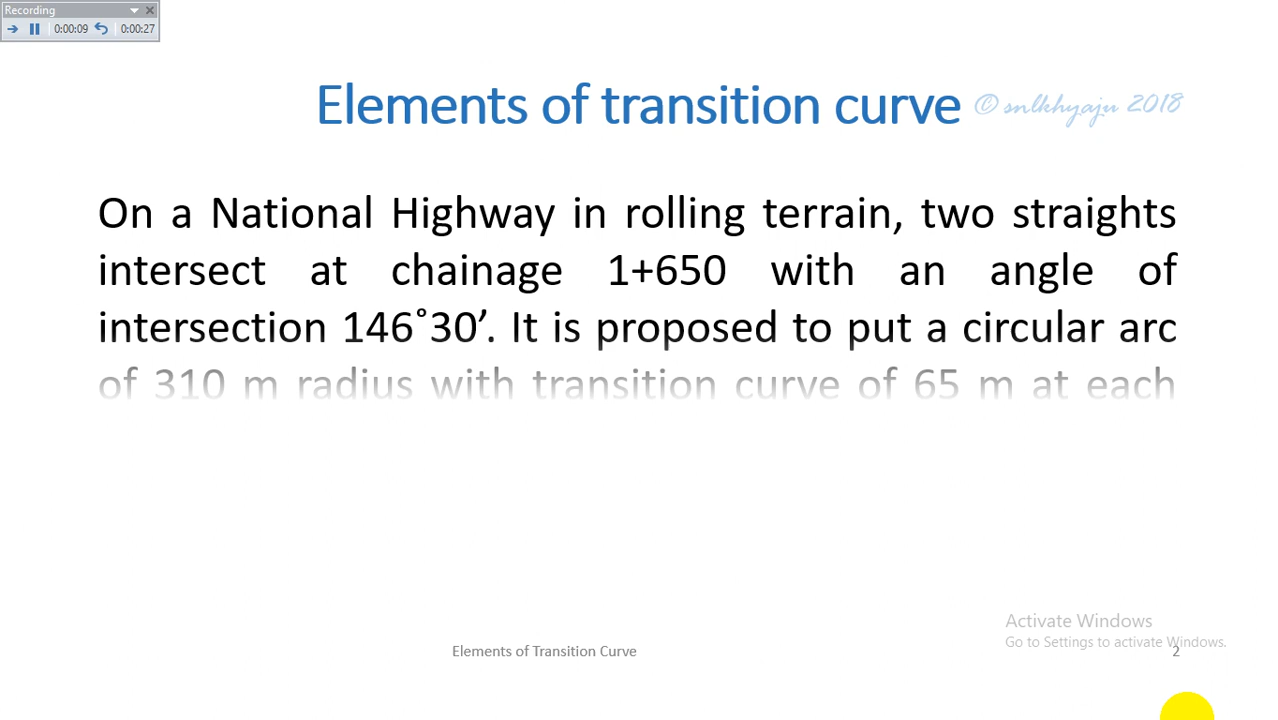 Recording
0:00:09 0:00:27
Elements of transition curve
© snlkhyaju 2018
On a National Highway in rolling terrain, two straights
intersect at chainage 1+650 with an angle of
intersection 146˚30’. It is proposed to put a circular arc
of 310 m radius with transition curve of 65 m at each
Activate Windows
Go to Settings to activate Windows.
Elements of Transition Curve
2